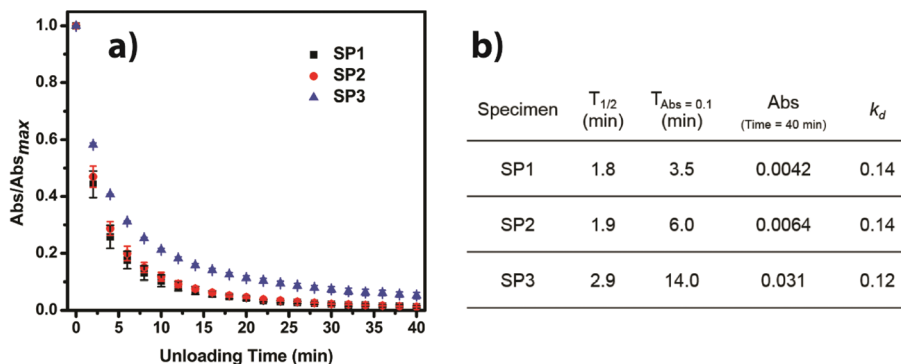 a)
SP1
SP2
SP3
Abs/Absmax
1.0
0.8
0.6
0.4
0.2
0.0
0 5 10 15 20 25 30 35 40
Unloading Time (min)
b)
Specimen T1/2 (min) TAbs = 0.1 (min) Abs (Time = 40 min) kd
SP1 1.8 3.5 0.0042 0.14
SP2 1.9 6.0 0.0064 0.14
SP3 2.9 14.0 0.031 0.12